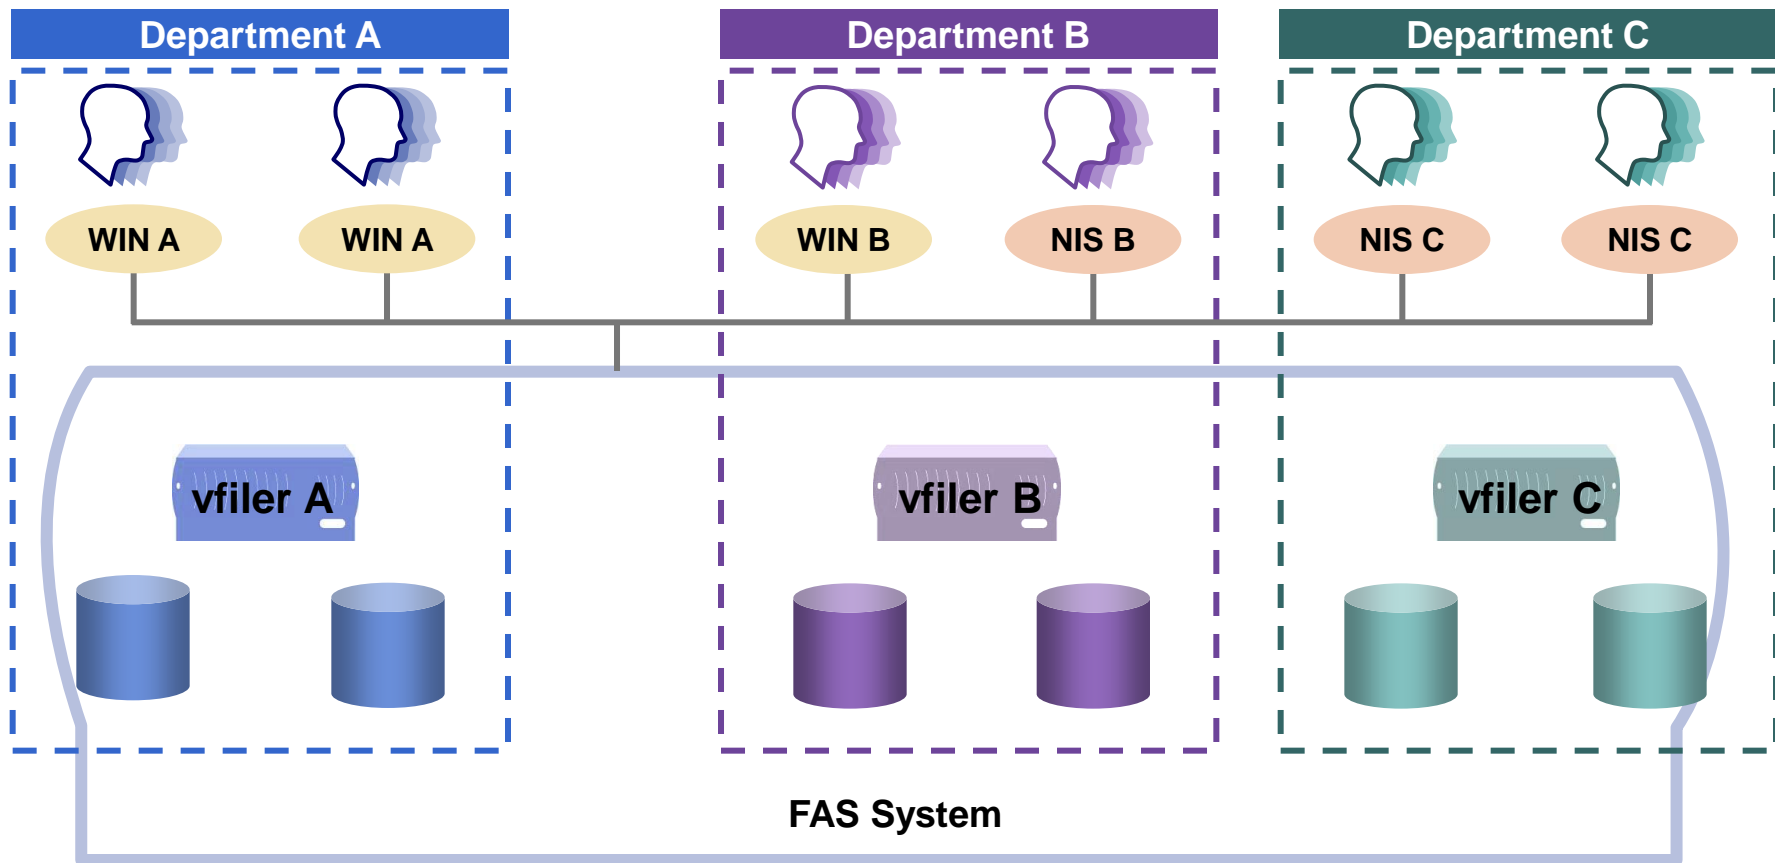 Department A
Department B
Department C
WIN A
WIN A
WIN B
NIS B
NIS C
NIS C
vfiler A
vfiler B
vfiler C
FAS System